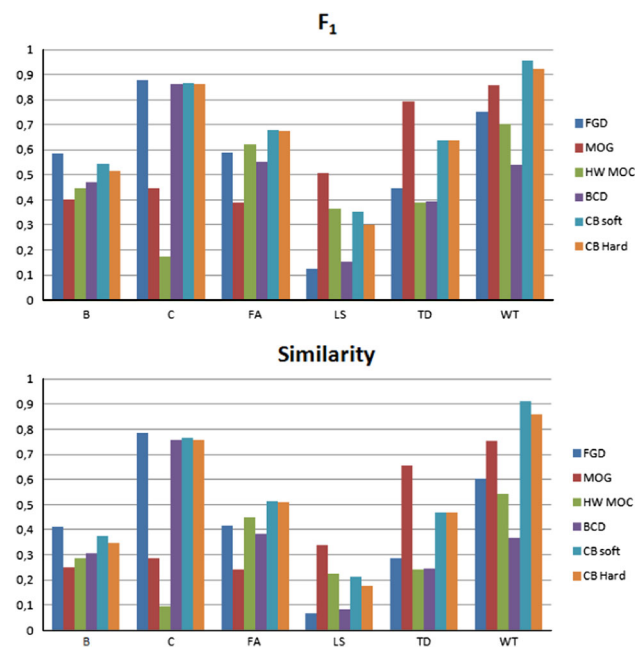 F1
1
0,9
0,8
0,7
0,6
0,5
0,4
0,3
0,2
0,1
0
B C FA LS TD WT
FGD
MOG
HW MOC
BCD
CB soft
CB Hard
Similarity
1
0,9
0,8
0,7
0,6
0,5
0,4
0,3
0,2
0,1
0
B C FA LS TD WT
FGD
MOG
HW MOC
BCD
CB soft
CB Hard